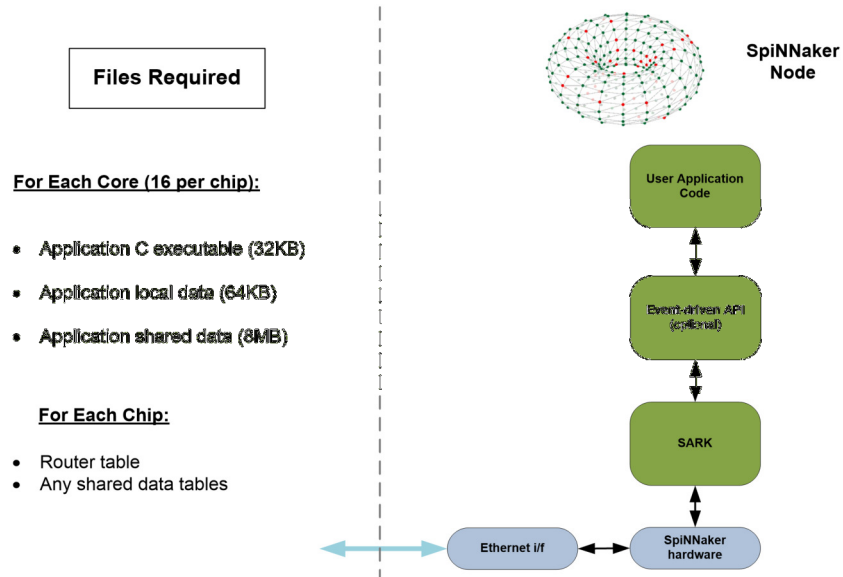 Files Required
For Each Core (16 per chip):
• Application C executable (32KB)
• Application local data (64KB)
• Application shared data (8MB)
For Each Chip:
• Router table
• Any shared data tables
SpiNNaker
Node
User Application
Code
Event-driven API
(optional)
SARK
Ethernet i/f
SpiNNaker
hardware